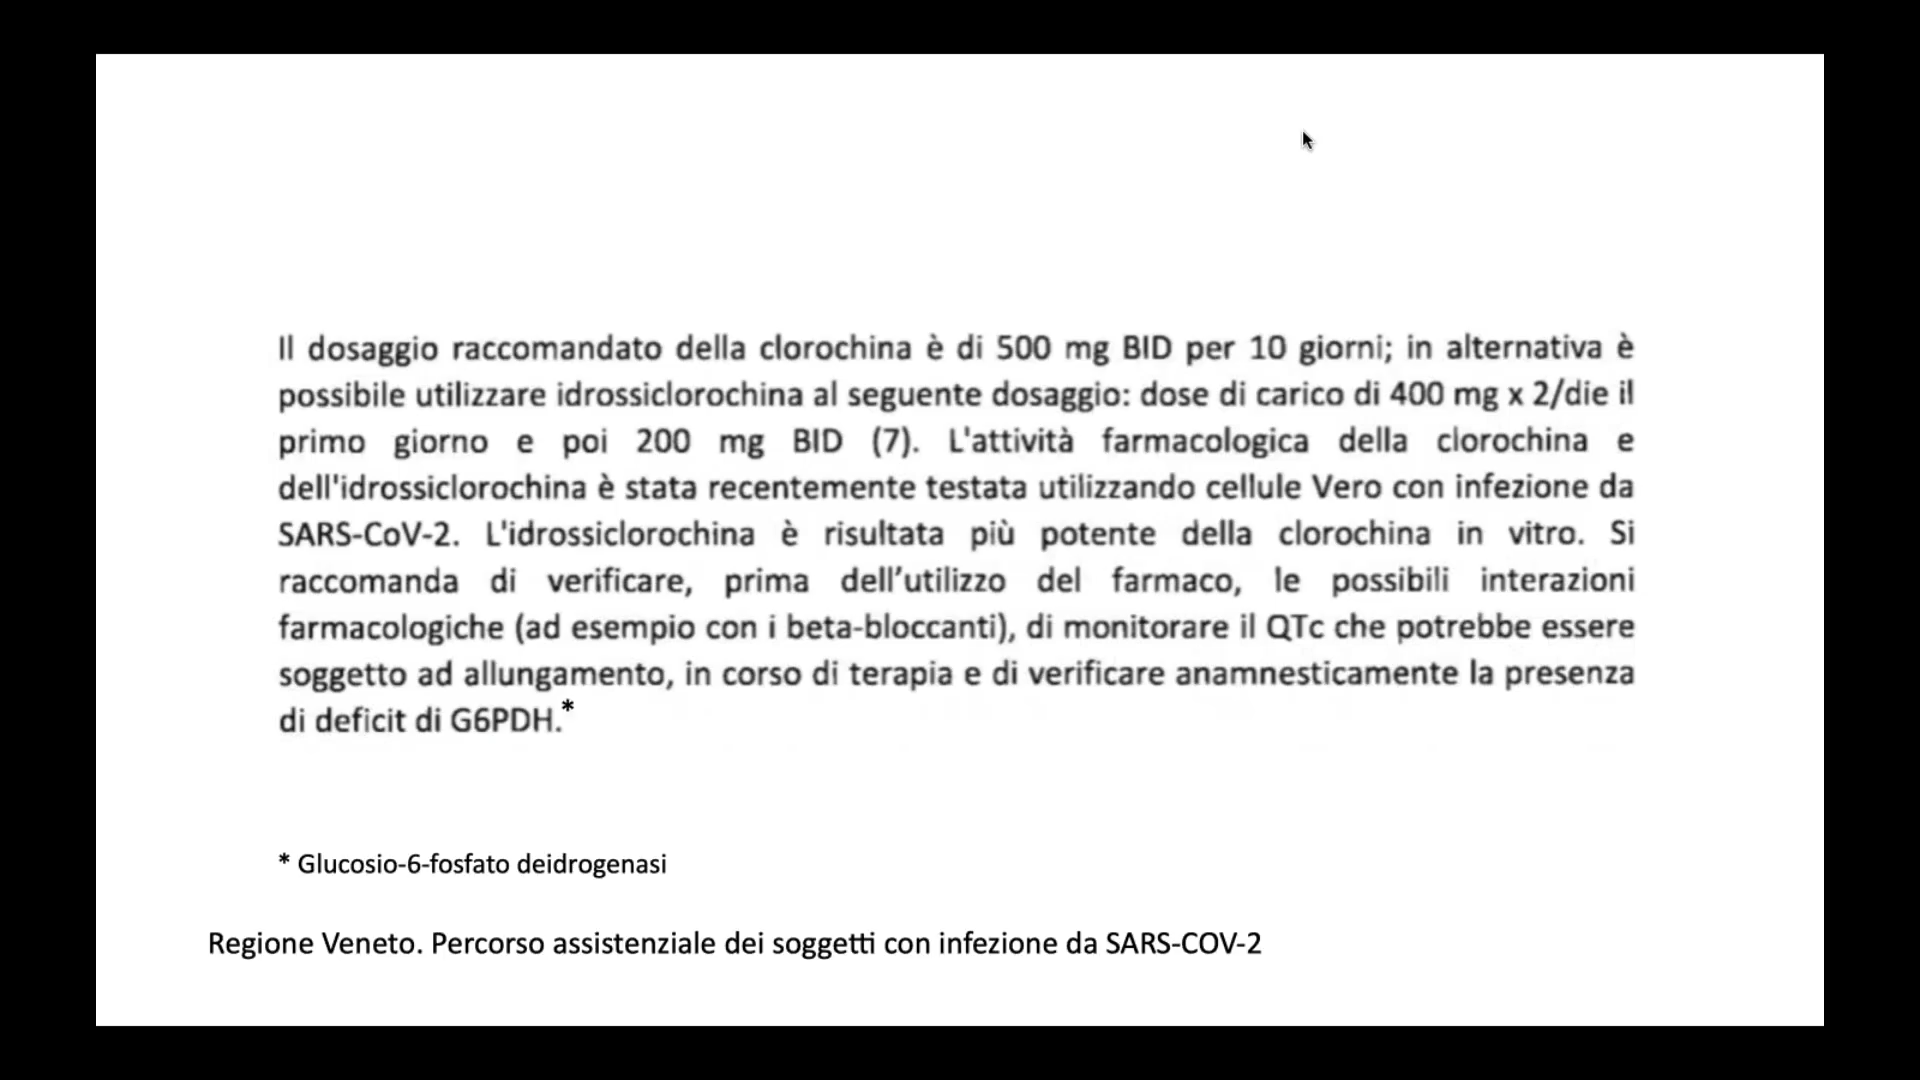 Il dosaggio raccomandato della clorochina è di 500 mg BID per 10 giorni; in alternativa è
possibile utilizzare idrossiclorochina al seguente dosaggio: dose di carico di 400 mg x 2/die il
primo giorno e poi 200 mg BID (7). L'attività farmacologica della clorochina e
dell'idrossiclorochina è stata recentemente testata utilizzando cellule Vero con infezione da
SARS-CoV-2. L'idrossiclorochina è risultata più potente della clorochina in vitro. Si
raccomanda di verificare, prima dell’utilizzo del farmaco, le possibili interazioni
farmacologiche (ad esempio con i beta-bloccanti), di monitorare il QTc che potrebbe essere
soggetto ad allungamento, in corso di terapia e di verificare anamnesticamente la presenza
di deficit di G6PDH.*
* Glucosio-6-fosfato deidrogenasi
Regione Veneto. Percorso assistenziale dei soggetti con infezione da SARS-COV-2